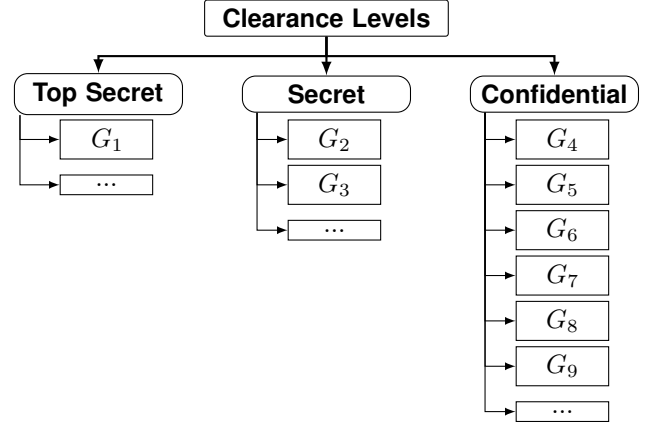 Clearance Levels
Top Secret
G₁
...
Secret
G₂
G₃
...
Confidential
G₄
G₅
G₆
G₇
G₈
G₉
...